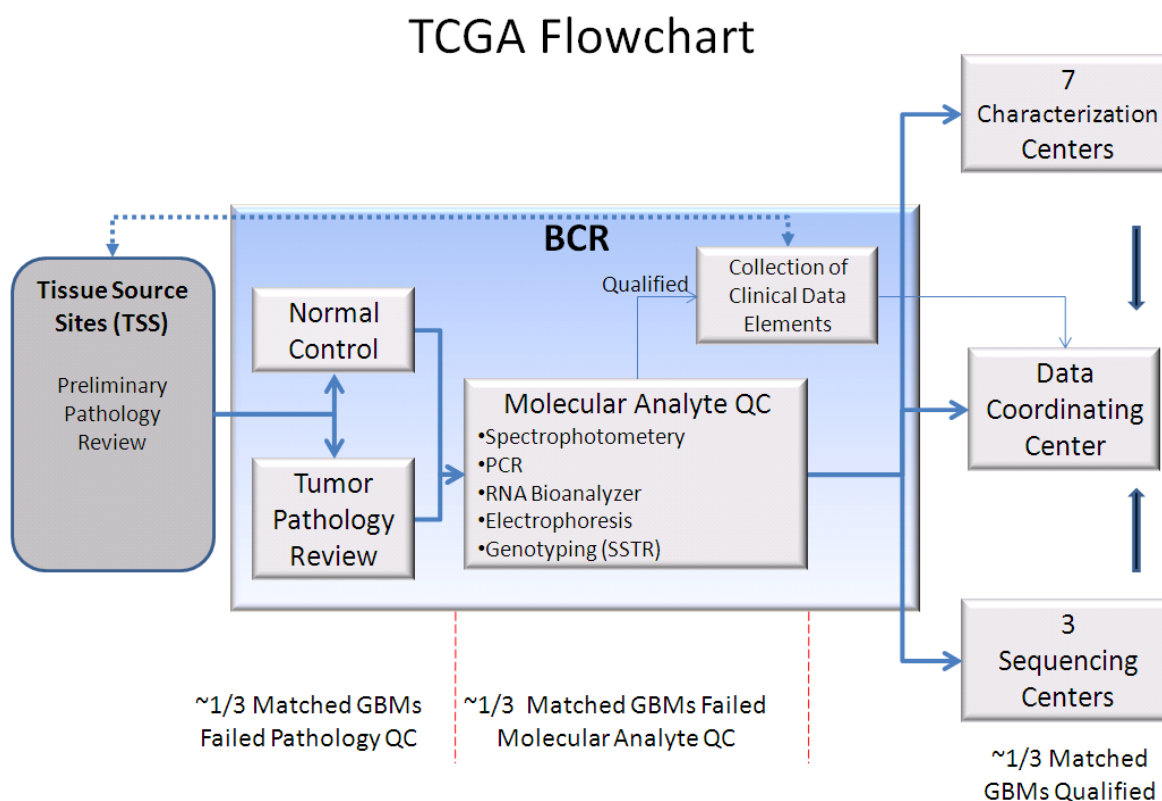 TCGA Flowchart
7
Characterization
Centers
BCR
Tissue Source
Sites (TSS)
Preliminary
Pathology
Review
Normal
Control
Tumor
Pathology
Review
Qualified
Collection of
Clinical Data
Elements
Molecular Analyte QC
•Spectrophotometery
•PCR
•RNA Bioanalyzer
•Electrophoresis
•Genotyping (SSTR)
Data
Coordinating
Center
3
Sequencing
Centers
~1/3 Matched GBMs
Failed Pathology QC
~1/3 Matched GBMs Failed
Molecular Analyte QC
~1/3 Matched
GBMs Qualified